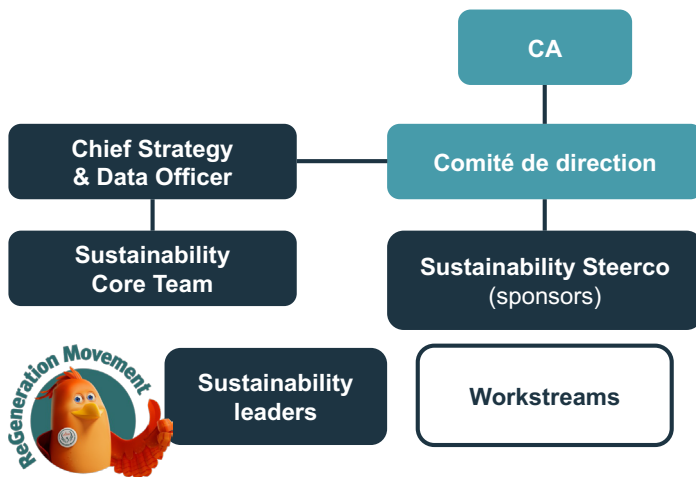 CA
Chief Strategy
& Data Officer
Comité de direction
Sustainability
Core Team
Sustainability Steerco
(sponsors)
ReGeneration Movement
Sustainability
leaders
Workstreams